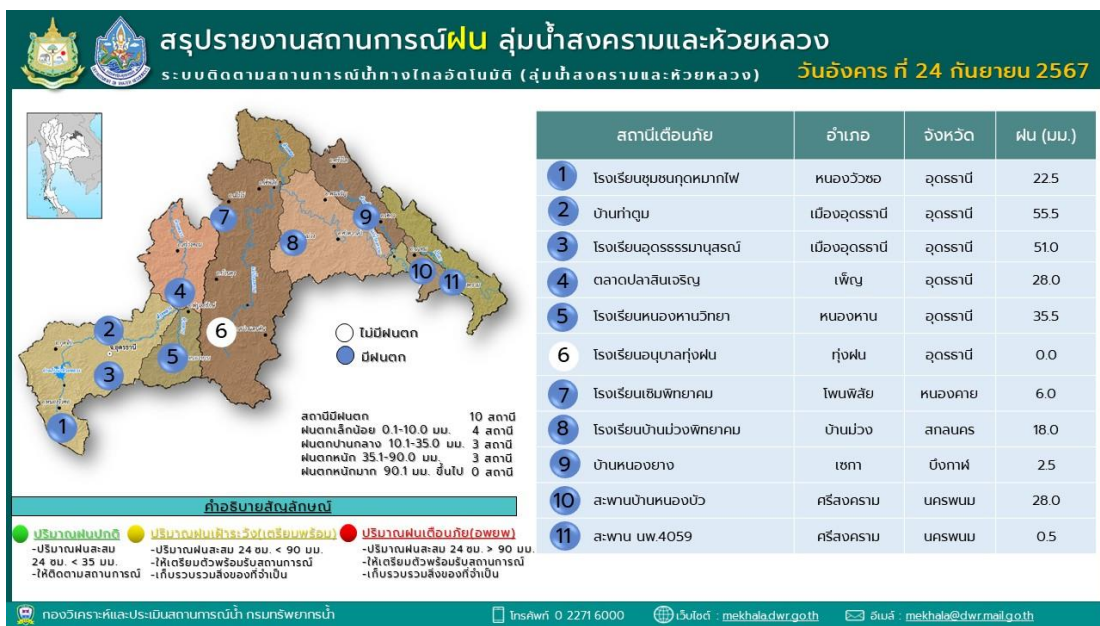 สรุปรายงานสถานการณ์ฝน ลุ่มน้ำสงครามและห้วยหลวง
ระบบติดตามสถานการณ์น้ำทางไกลอัตโนมัติ (ลุ่มน้ำสงครามและห้วยหลวง)
วันอังคาร ที่ 24 กันยายน 2567
7
9
8
10
11
4
6
2
5
3
1
จ.อุดรธานี
ไม่มีฝนตก
มีฝนตก
สถานีมีฝนตก 10 สถานี
ฝนตกเล็กน้อย 0.1-10.0 มม. 4 สถานี
ฝนตกปานกลาง 10.1-35.0 มม. 3 สถานี
ฝนตกหนัก 35.1-90.0 มม. 3 สถานี
ฝนตกหนักมาก 90.1 มม. ขึ้นไป 0 สถานี
คำอธิบายสัญลักษณ์
ปริมาณฝนปกติ
-ปริมาณฝนสะสม
24 ชม. < 35 มม.
-ให้ติดตามสถานการณ์
ปริมาณฝนเฝ้าระวัง(เตรียมพร้อม)
-ปริมาณฝนสะสม 24 ชม. < 90 มม.
-ให้เตรียมตัวพร้อมรับสถานการณ์
-เก็บรวบรวมสิ่งของที่จำเป็น
ปริมาณฝนเตือนภัย(อพยพ)
-ปริมาณฝนสะสม 24 ชม. > 90 มม.
-ให้เตรียมตัวพร้อมรับสถานการณ์
-เก็บรวบรวมสิ่งของที่จำเป็น
สถานีเตือนภัย อำเภอ จังหวัด ฝน (มม.)
1 โรงเรียนชุมชนกุดหมากไฟ หนองวัวซอ อุดรธานี 22.5
2 บ้านท่าตูม เมืองอุดรธานี อุดรธานี 55.5
3 โรงเรียนอุดรธรรมานุสรณ์ เมืองอุดรธานี อุดรธานี 51.0
4 ตลาดปลาสินเจริญ เพ็ญ อุดรธานี 28.0
5 โรงเรียนหนองหานวิทยา หนองหาน อุดรธานี 35.5
6 โรงเรียนอนุบาลทุ่งฝน ทุ่งฝน อุดรธานี 0.0
7 โรงเรียนเซิมพิทยาคม โพนพิสัย หนองคาย 6.0
8 โรงเรียนบ้านม่วงพิทยาคม บ้านม่วง สกลนคร 18.0
9 บ้านหนองยาง เซกา บึงกาฬ 2.5
10 สะพานบ้านหนองบัว ศรีสงคราม นครพนม 28.0
11 สะพาน นพ.4059 ศรีสงคราม นครพนม 0.5
กองวิเคราะห์และประเมินสถานการณ์น้ำ กรมทรัพยากรน้ำ
โทรศัพท์ 0 2271 6000
เว็บไซต์ : mekhala.dwr.go.th
อีเมล์ : mekhala@dwr.mail.go.th